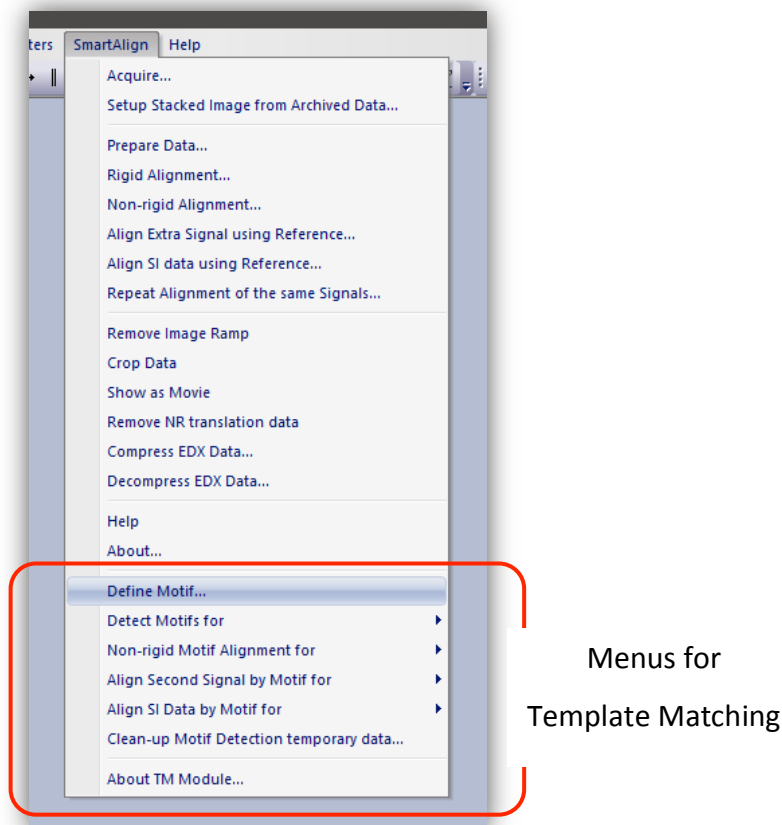 ters SmartAlign Help
Acquire...
Setup Stacked Image from Archived Data...
Prepare Data...
Rigid Alignment...
Non-rigid Alignment...
Align Extra Signal using Reference...
Align SI data using Reference...
Repeat Alignment of the same Signals...
Remove Image Ramp
Crop Data
Show as Movie
Remove NR translation data
Compress EDX Data...
Decompress EDX Data...
Help
About...
Define Motif...
Detect Motifs for
Non-rigid Motif Alignment for
Align Second Signal by Motif for
Align SI Data by Motif for
Clean-up Motif Detection temporary data...
About TM Module...
Menus for
Template Matching